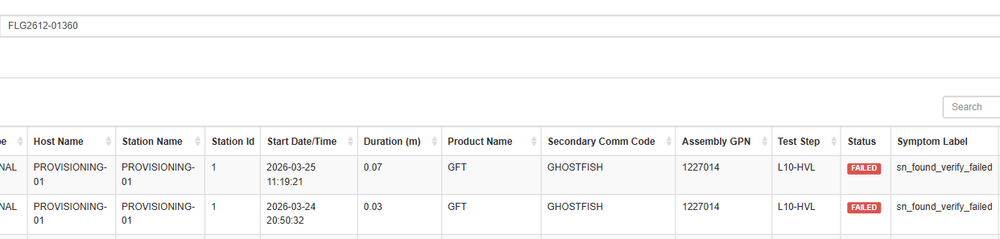 FLG2612-01360
Search
pe Host Name Station Name Station Id Start Date/Time Duration (m) Product Name Secondary Comm Code Assembly GPN Test Step Status Symptom Label
NAL PROVISIONING- PROVISIONING- 1 2026-03-25 0.07 GFT GHOSTFISH 1227014 L10-HVL FAILED sn_found_verify_failed
01 01 11:19:21
NAL PROVISIONING- PROVISIONING- 1 2026-03-24 0.03 GFT GHOSTFISH 1227014 L10-HVL FAILED sn_found_verify_failed
01 01 20:50:32